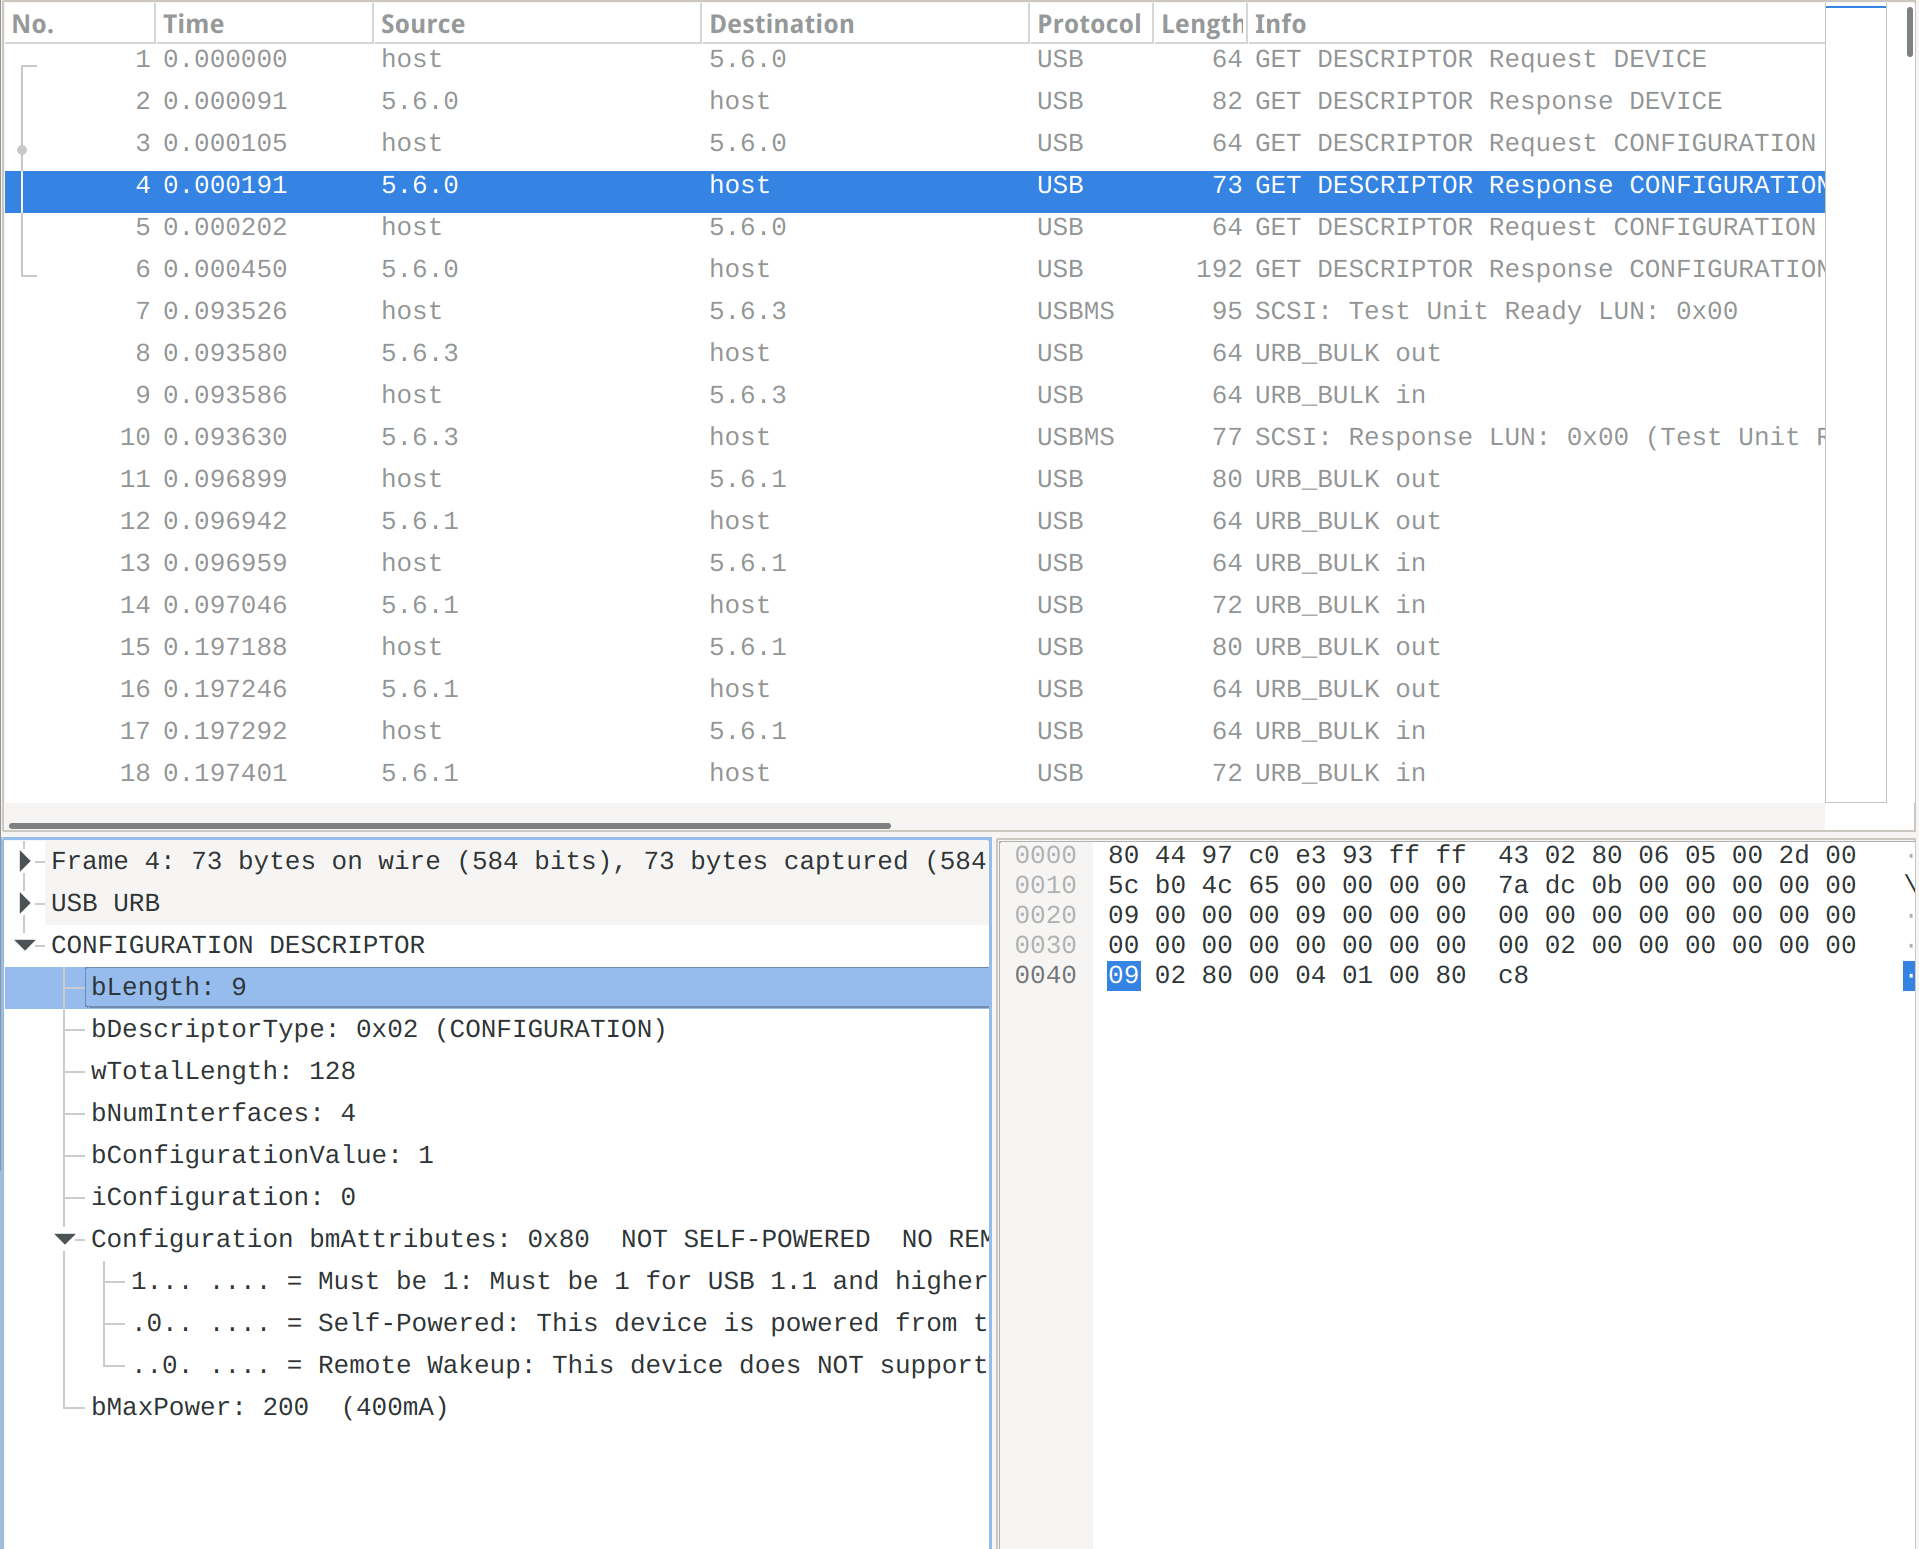 No. Time Source Destination Protocol Length Info
1 0.000000 host 5.6.0 USB 64 GET DESCRIPTOR Request DEVICE
2 0.000091 5.6.0 host USB 82 GET DESCRIPTOR Response DEVICE
3 0.000105 host 5.6.0 USB 64 GET DESCRIPTOR Request CONFIGURATION
4 0.000191 5.6.0 host USB 73 GET DESCRIPTOR Response CONFIGURATION
5 0.000202 host 5.6.0 USB 64 GET DESCRIPTOR Request CONFIGURATION
6 0.000450 5.6.0 host USB 192 GET DESCRIPTOR Response CONFIGURATION
7 0.093526 host 5.6.3 USBMS 95 SCSI: Test Unit Ready LUN: 0x00
8 0.093580 5.6.3 host USB 64 URB_BULK out
9 0.093586 host 5.6.3 USB 64 URB_BULK in
10 0.093630 5.6.3 host USBMS 77 SCSI: Response LUN: 0x00 (Test Unit R
11 0.096899 host 5.6.1 USB 80 URB_BULK out
12 0.096942 5.6.1 host USB 64 URB_BULK out
13 0.096959 host 5.6.1 USB 64 URB_BULK in
14 0.097046 5.6.1 host USB 72 URB_BULK in
15 0.197188 host 5.6.1 USB 80 URB_BULK out
16 0.197246 5.6.1 host USB 64 URB_BULK out
17 0.197292 host 5.6.1 USB 64 URB_BULK in
18 0.197401 5.6.1 host USB 72 URB_BULK in
Frame 4: 73 bytes on wire (584 bits), 73 bytes captured (584
USB URB
CONFIGURATION DESCRIPTOR
bLength: 9
bDescriptorType: 0x02 (CONFIGURATION)
wTotalLength: 128
bNumInterfaces: 4
bConfigurationValue: 1
iConfiguration: 0
Configuration bmAttributes: 0x80  NOT SELF-POWERED  NO REM
1... .... = Must be 1: Must be 1 for USB 1.1 and higher
.0.. .... = Self-Powered: This device is powered from t
..0. .... = Remote Wakeup: This device does NOT support
bMaxPower: 200  (400mA)
0000 80 44 97 c0 e3 93 ff ff  43 02 80 06 05 00 2d 00 ·
0010 5c b0 4c 65 00 00 00 00  7a dc 0b 00 00 00 00 00 \
0020 09 00 00 00 09 00 00 00  00 00 00 00 00 00 00 00 ·
0030 00 00 00 00 00 00 00 00  00 02 00 00 00 00 00 00 ·
0040 09 02 80 00 04 01 00 80  c8 ·